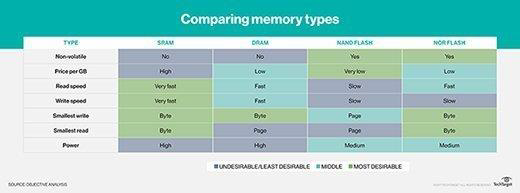 Comparing memory types
TYPE SRAM DRAM NAND FLASH NOR FLASH
Non-volatile No No Yes Yes
Price per GB High Low Very low Low
Read speed Very fast Fast Slow Fast
Write speed Very fast Fast Slow Slow
Smallest write Byte Byte Page Byte
Smallest read Byte Page Page Byte
Power High High Medium Medium
UNDESIRABLE/LEAST DESIRABLE MIDDLE MOST DESIRABLE
SOURCE: OBJECTIVE ANALYSIS
TechTarget